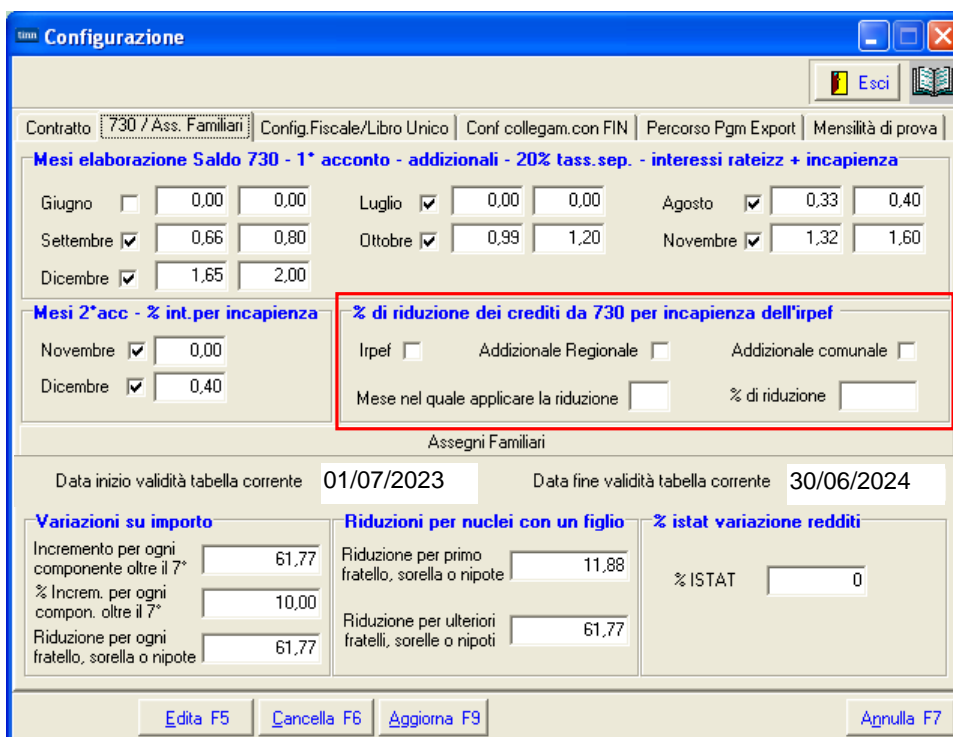 tinn Configurazione
Esci
Contratto 730 / Ass. Familiari Config.Fiscale/Libro Unico Conf collegam.con FIN Percorso Pgm Export Mensilità di prova
Mesi elaborazione Saldo 730 - 1° acconto - addizionali - 20% tass.sep. - interessi rateizz + incapienza
Giugno 0,00 0,00 Luglio 0,00 0,00 Agosto 0,33 0,40
Settembre 0,66 0,80 Ottobre 0,99 1,20 Novembre 1,32 1,60
Dicembre 1,65 2,00
Mesi 2°acc - % int.per incapienza
Novembre 0,00
Dicembre 0,40
% di riduzione dei crediti da 730 per incapienza dell'irpef
Irpef Addizionale Regionale Addizionale comunale
Mese nel quale applicare la riduzione % di riduzione
Assegni Familiari
Data inizio validità tabella corrente 01/07/2023 Data fine validità tabella corrente 30/06/2024
Variazioni su importo
Incremento per ogni
componente oltre il 7° 61,77
% Increm. per ogni
compon. oltre il 7° 10,00
Riduzione per ogni
fratello, sorella o nipote 61,77
Riduzioni per nuclei con un figlio
Riduzione per primo
fratello, sorella o nipote 11,88
Riduzione per ulteriori
fratelli, sorelle o nipoti 61,77
% istat variazione redditi
% ISTAT 0
Edita F5 Cancella F6 Aggiorna F9 Annulla F7